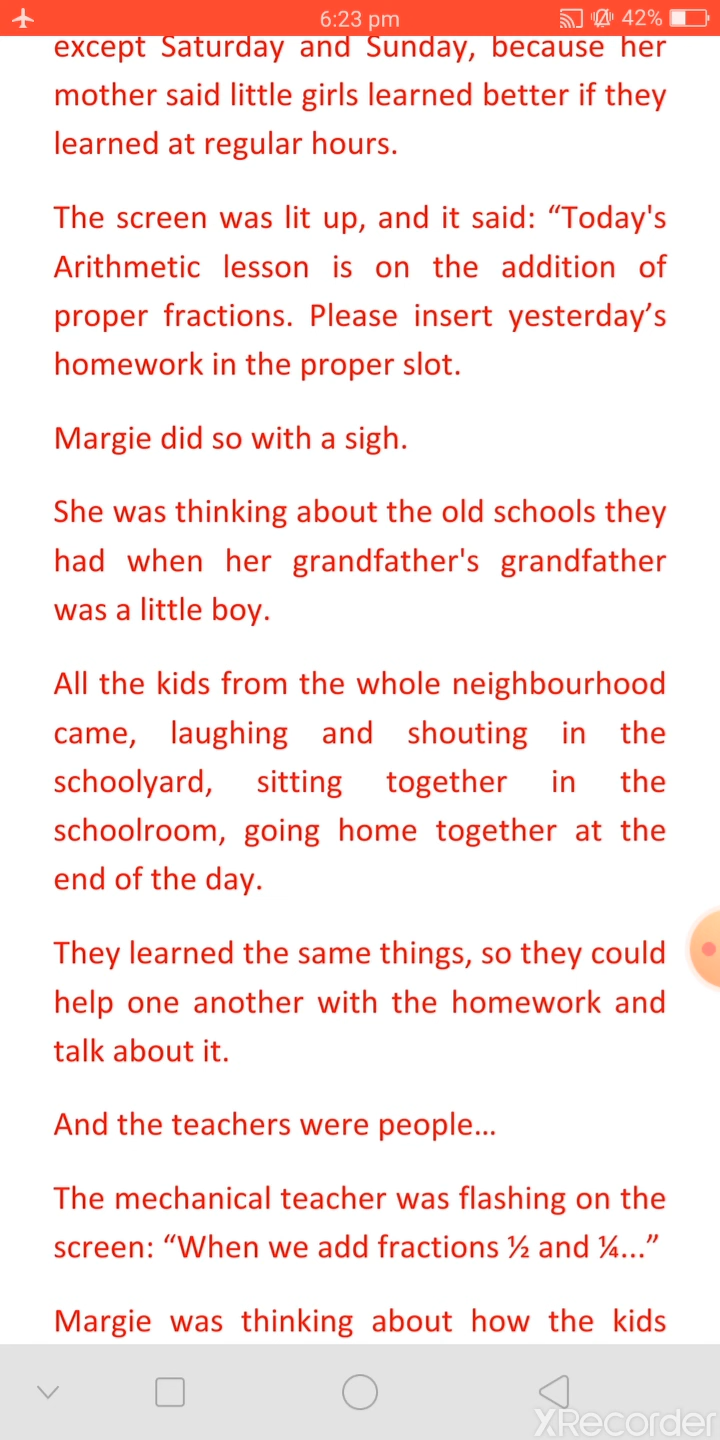 6:23 pm
42%
except Saturday and Sunday, because her
mother said little girls learned better if they
learned at regular hours.
The screen was lit up, and it said: “Today's
Arithmetic lesson is on the addition of
proper fractions. Please insert yesterday’s
homework in the proper slot.
Margie did so with a sigh.
She was thinking about the old schools they
had when her grandfather's grandfather
was a little boy.
All the kids from the whole neighbourhood
came, laughing and shouting in the
schoolyard, sitting together in the
schoolroom, going home together at the
end of the day.
They learned the same things, so they could
help one another with the homework and
talk about it.
And the teachers were people...
The mechanical teacher was flashing on the
screen: “When we add fractions ½ and ¼...”
Margie was thinking about how the kids
XRecorder